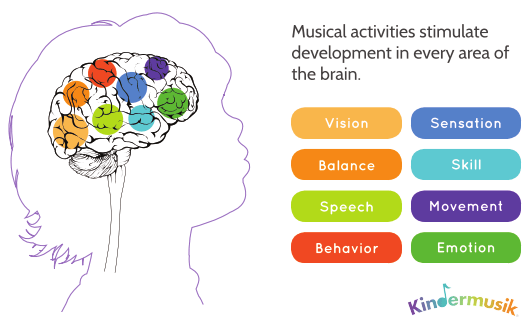 Musical activities stimulate
development in every area of
the brain.
Vision
Sensation
Balance
Skill
Speech
Movement
Behavior
Emotion
Kindermusik